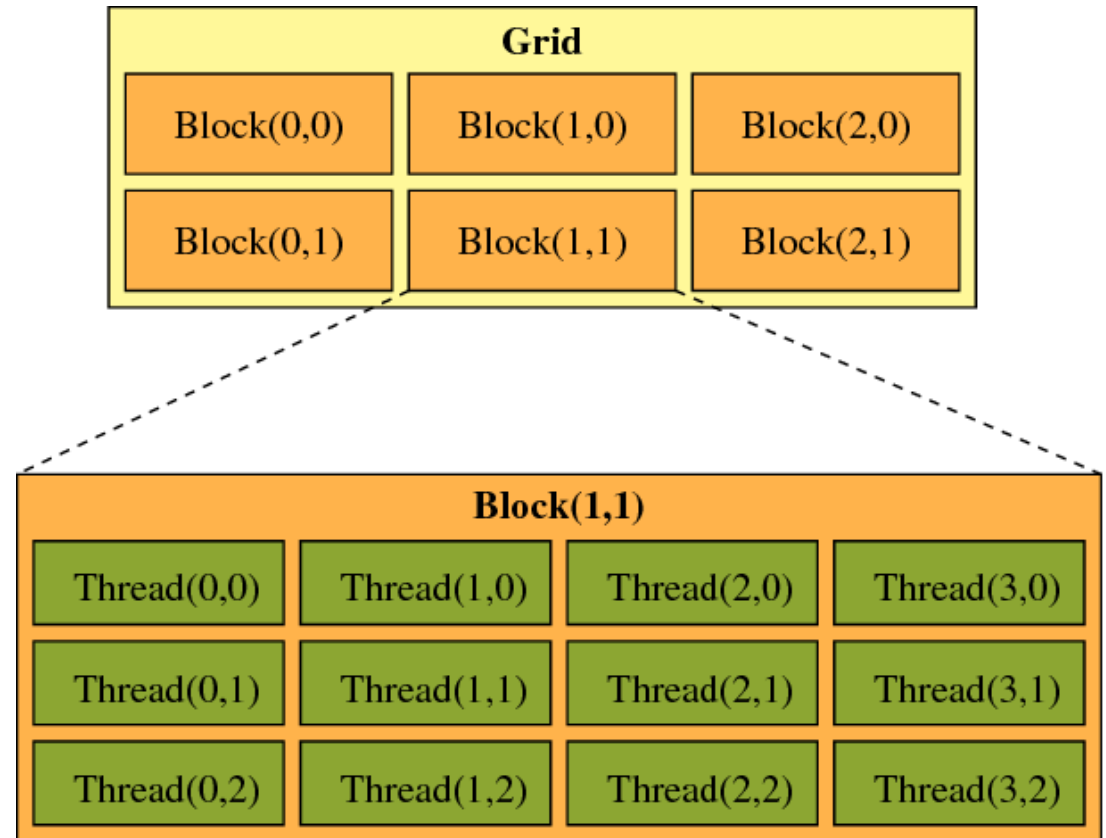 Grid
Block(0,0) Block(1,0) Block(2,0)
Block(0,1) Block(1,1) Block(2,1)
Block(1,1)
Thread(0,0) Thread(1,0) Thread(2,0) Thread(3,0)
Thread(0,1) Thread(1,1) Thread(2,1) Thread(3,1)
Thread(0,2) Thread(1,2) Thread(2,2) Thread(3,2)